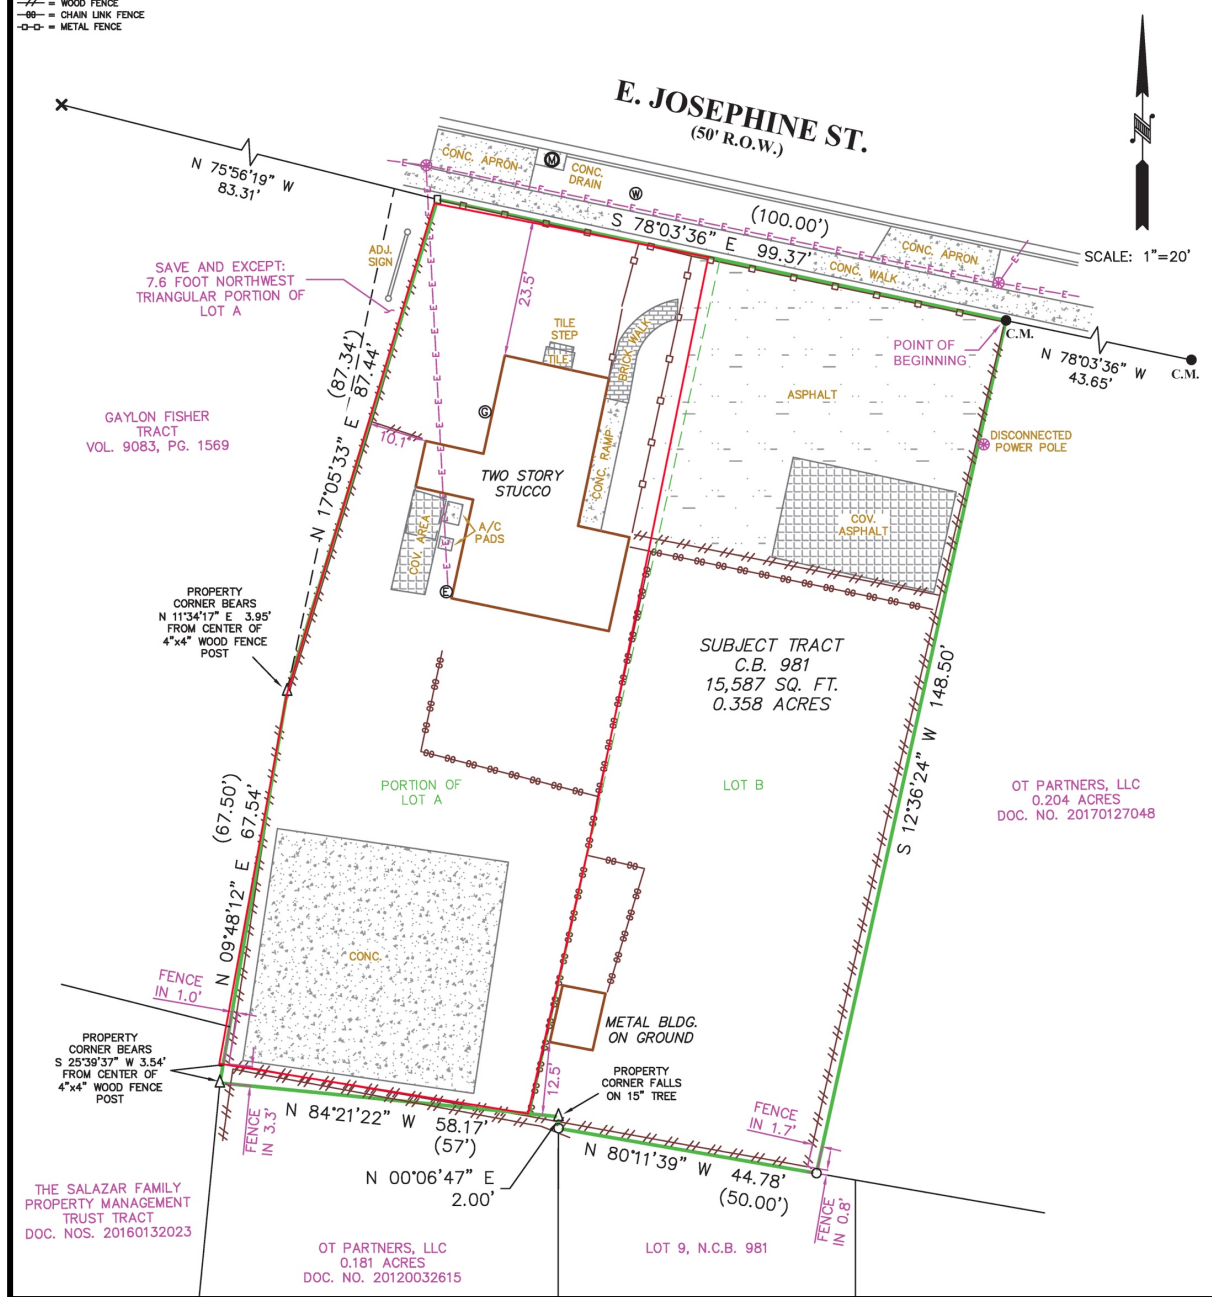 = WOOD FENCE
= CHAIN LINK FENCE
= METAL FENCE
E. JOSEPHINE ST.
(50' R.O.W.)
SCALE: 1"=20'
N 75°56'19" W
83.31'
CONC. APRON
M
CONC.
DRAIN
W
(100.00')
S 78°03'36" E 99.37'
CONC. APRON
CONC. WALK
ADJ.
SIGN
SAVE AND EXCEPT:
7.6 FOOT NORTHWEST
TRIANGULAR PORTION OF
LOT A
23.5'
TILE
STEP
TILE
BRICK WALK
POINT OF
BEGINNING
C.M.
N 78°03'36" W
43.65'
C.M.
(87.34')
N 17°05'33" E 87.44'
ASPHALT
GAYLON FISHER
TRACT
VOL. 9083, PG. 1569
10.1'
G
DISCONNECTED
POWER POLE
TWO STORY
STUCCO
CONC. RAMP
COV. AREA
A/C
PADS
COV.
ASPHALT
E
PROPERTY
CORNER BEARS
N 11°34'17" E 3.95'
FROM CENTER OF
4"x4" WOOD FENCE
POST
SUBJECT TRACT
C.B. 981
15,587 SQ. FT.
0.358 ACRES
S 12°36'24" W 148.50'
PORTION OF
LOT A
LOT B
OT PARTNERS, LLC
0.204 ACRES
DOC. NO. 20170127048
(67.50')
N 09°48'12" E 67.54'
CONC.
FENCE
IN 1.0'
METAL BLDG.
ON GROUND
PROPERTY
CORNER BEARS
S 25°39'37" W 3.54'
FROM CENTER OF
4"x4" WOOD FENCE
POST
12.5'
PROPERTY
CORNER FALLS
ON 15" TREE
FENCE
IN 3.3'
N 84°21'22" W 58.17'
(57')
FENCE
IN 1.7'
N 80°11'39" W 44.78'
(50.00')
N 00°06'47" E
2.00'
FENCE
IN 0.8'
THE SALAZAR FAMILY
PROPERTY MANAGEMENT
TRUST TRACT
DOC. NOS. 20160132023
OT PARTNERS, LLC
0.181 ACRES
DOC. NO. 20120032615
LOT 9, N.C.B. 981